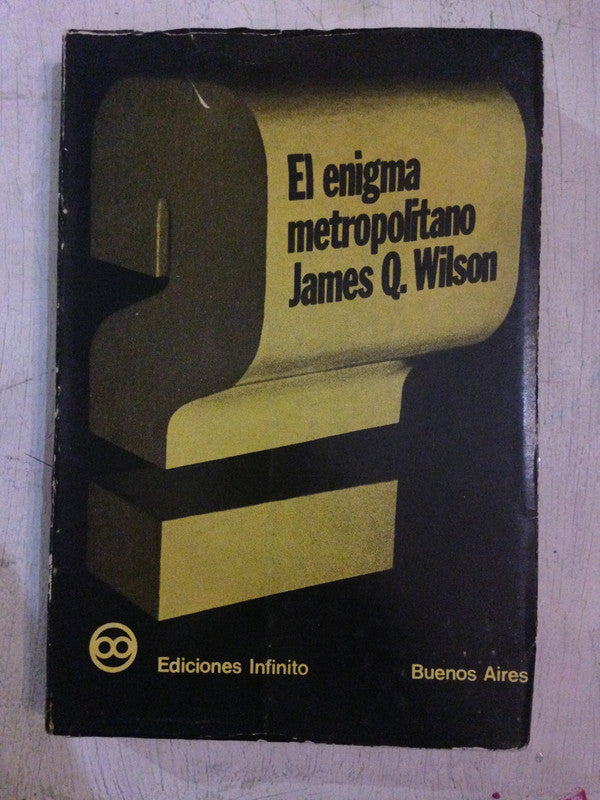 El enigma
metropolitano
James Q. Wilson
Ediciones Infinito
Buenos Aires